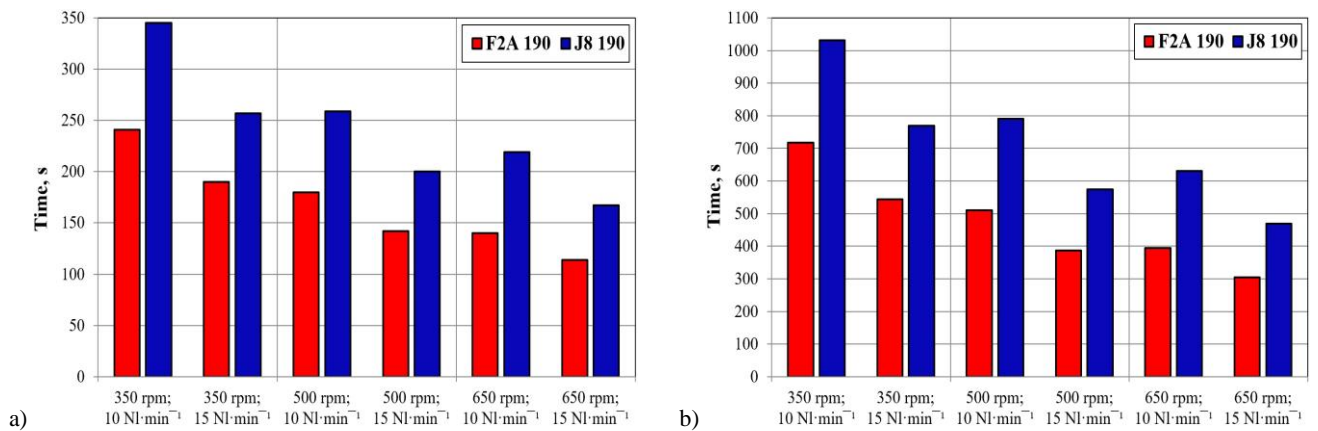 350
300
250
200
150
100
50
0
Time, s
F2A 190 J8 190
350 rpm; 350 rpm; 500 rpm; 500 rpm; 650 rpm; 650 rpm;
10 Nl·min⁻¹ 15 Nl·min⁻¹ 10 Nl·min⁻¹ 15 Nl·min⁻¹ 10 Nl·min⁻¹ 15 Nl·min⁻¹
a)
1100
1000
900
800
700
600
500
400
300
200
100
0
Time, s
F2A 190 J8 190
350 rpm; 350 rpm; 500 rpm; 500 rpm; 650 rpm; 650 rpm;
10 Nl·min⁻¹ 15 Nl·min⁻¹ 10 Nl·min⁻¹ 15 Nl·min⁻¹ 10 Nl·min⁻¹ 15 Nl·min⁻¹
b)